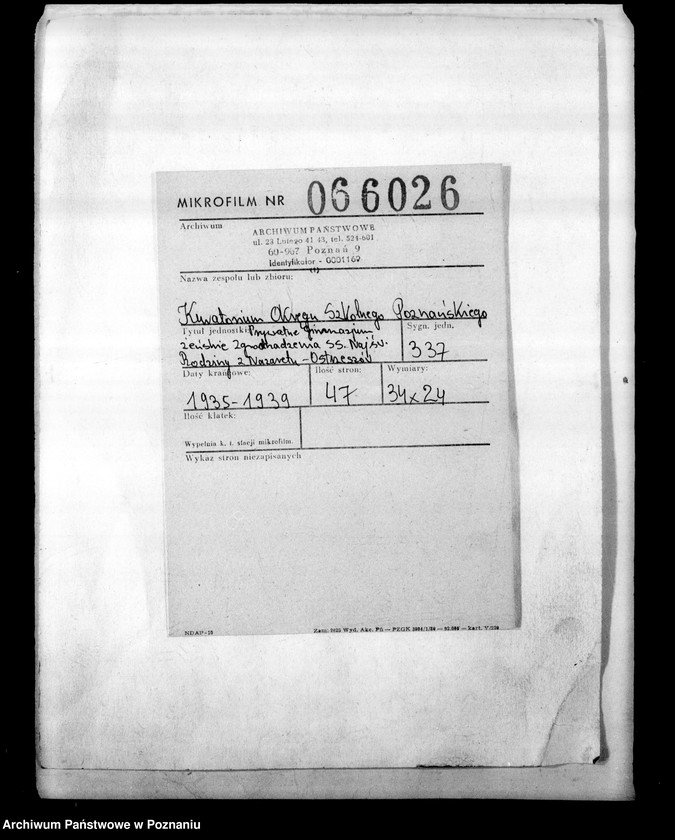 MIKROFILM NR 066026
Archiwum
ARCHIWUM PAŃSTWOWE
ul. 23 Lutego 41/43, tel. 524-601
60-967 Poznań 9
Identyfikator - 0001169
(1)
Nazwa zespołu lub zbioru:
Kuratorium Okręgu Szkolnego Poznańskiego
Tytuł jednostki: Prywatne Gimnazjum
żeńskie Zgromadzenia SS. Najśw.
Rodziny z Nazaretu - Ostrzeszów
Sygn. jedn.
337
Daty krańcowe:
1935-1939
Ilość stron:
47
Wymiary:
34x24
Ilość klatek:
Wypełnia k. t. stacji mikrofilm.
Wykaz stron niezapisanych
NDAP-10
Archiwum Państwowe w Poznaniu